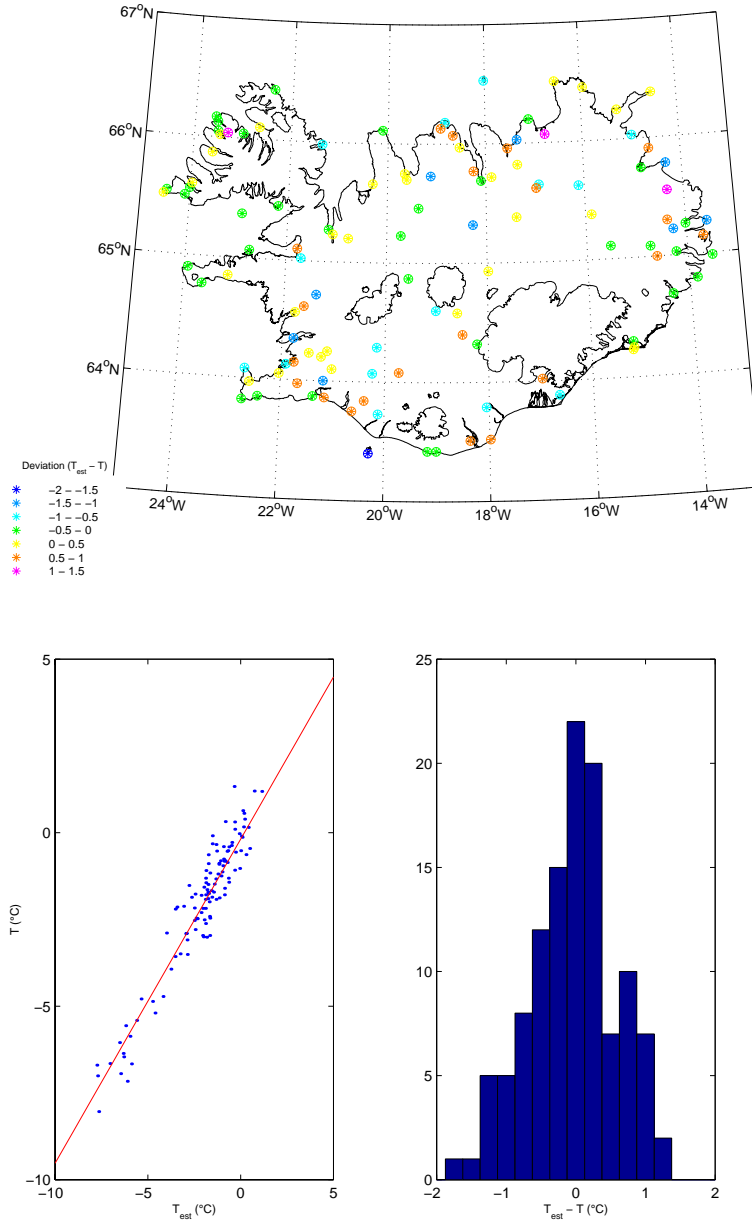 67°N
66°N
65°N
64°N
24°W
22°W
20°W
18°W
16°W
14°W
Deviation (T_est − T)
−2 − −1.5
−1.5 − −1
−1 − −0.5
−0.5 − 0
0 − 0.5
0.5 − 1
1 − 1.5
5
0
−5
−10
T (°C)
−10
−5
0
5
T_est (°C)
25
20
15
10
5
0
−2
−1
0
1
2
T_est − T (°C)